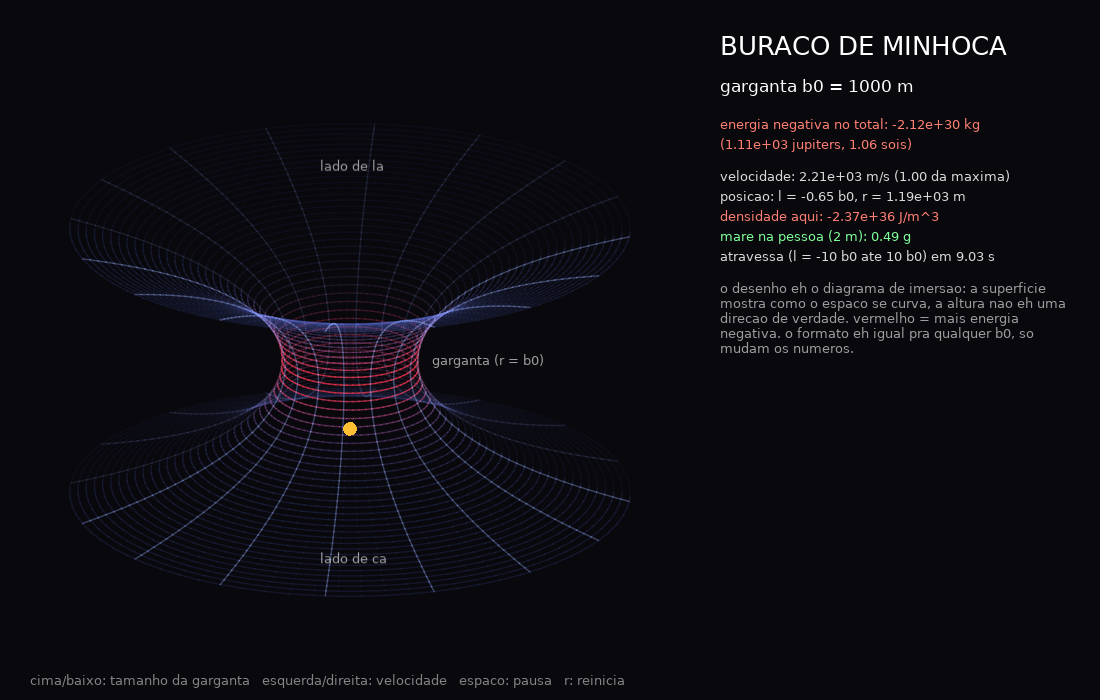 BURACO DE MINHOCA
garganta b0 = 1000 m
energia negativa no total: -2.12e+30 kg
(1.11e+03 jupiters, 1.06 sois)
velocidade: 2.21e+03 m/s (1.00 da maxima)
posicao: l = -0.65 b0, r = 1.19e+03 m
densidade aqui: -2.37e+36 J/m^3
mare na pessoa (2 m): 0.49 g
atravessa (l = -10 b0 ate 10 b0) em 9.03 s
o desenho eh o diagrama de imersao: a superficie
mostra como o espaco se curva, a altura nao eh uma
direcao de verdade. vermelho = mais energia
negativa. o formato eh igual pra qualquer b0, so
mudam os numeros.
lado de la
garganta (r = b0)
lado de ca
cima/baixo: tamanho da garganta   esquerda/direita: velocidade   espaco: pausa   r: reinicia